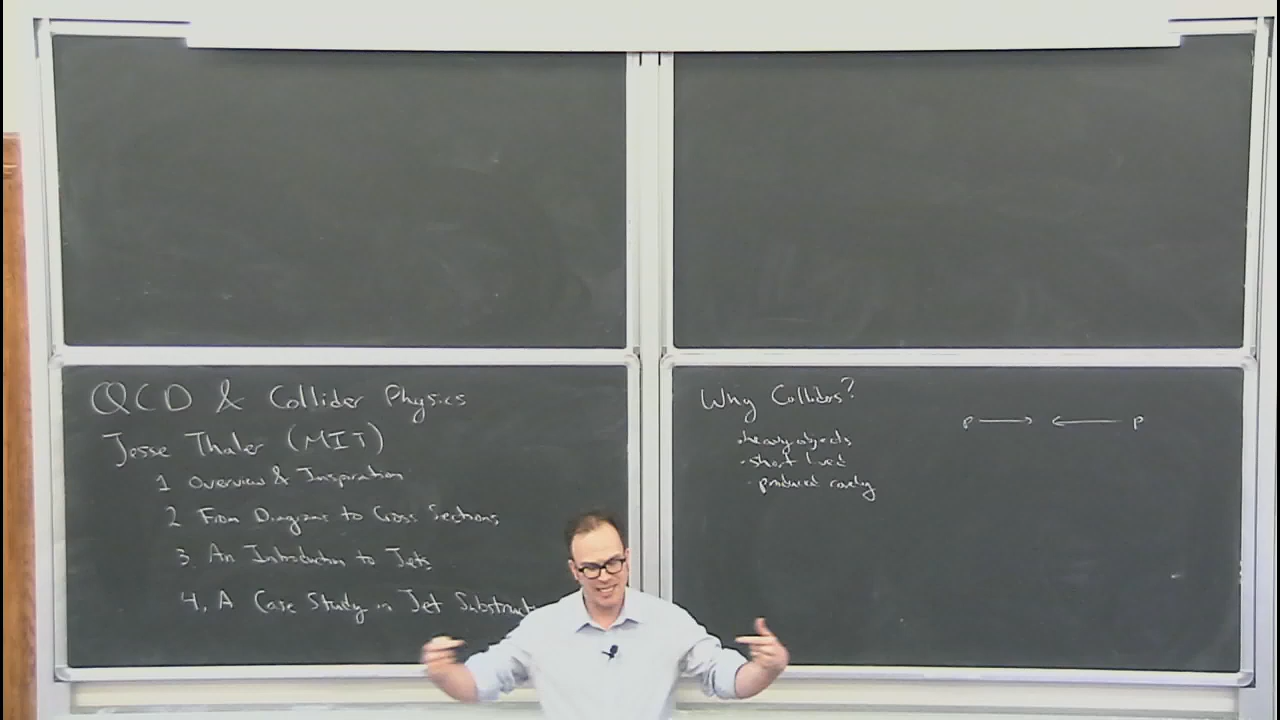 QCD & Collider Physics
Jesse Thaler (MIT)
1 Overview & Inspiration
2 From Diagrams to Cross Sections
3. An Introduction to Jets
4. A Case Study in Jet
Why Colliders?
• heavy objects
• short lived
• produced rarely
p p